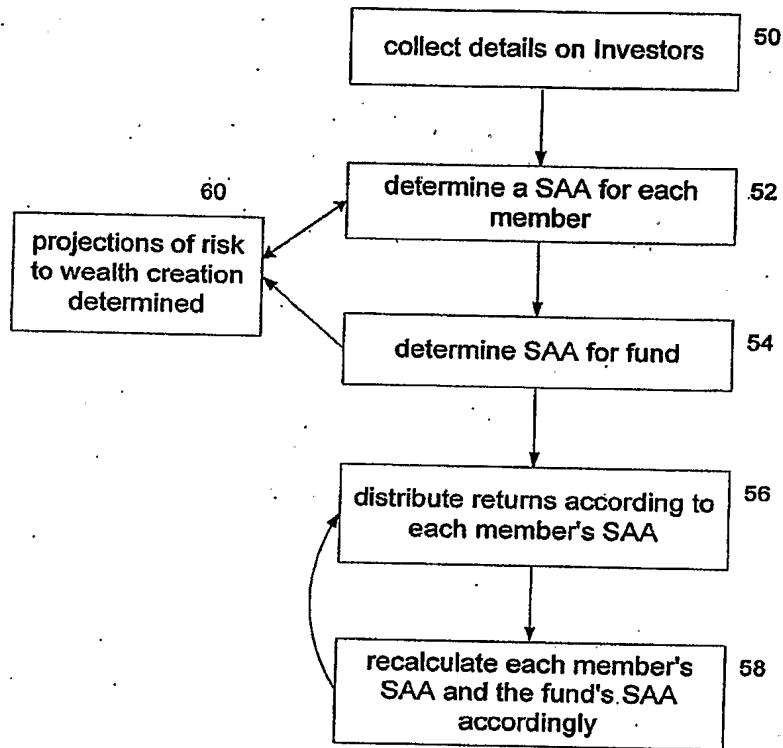 collect details on Investors
50
determine a SAA for each
member
52
60
projections of risk
to wealth creation
determined
determine SAA for fund
54
distribute returns according to
each member's SAA
56
recalculate each member's
SAA and the fund's SAA
accordingly
58